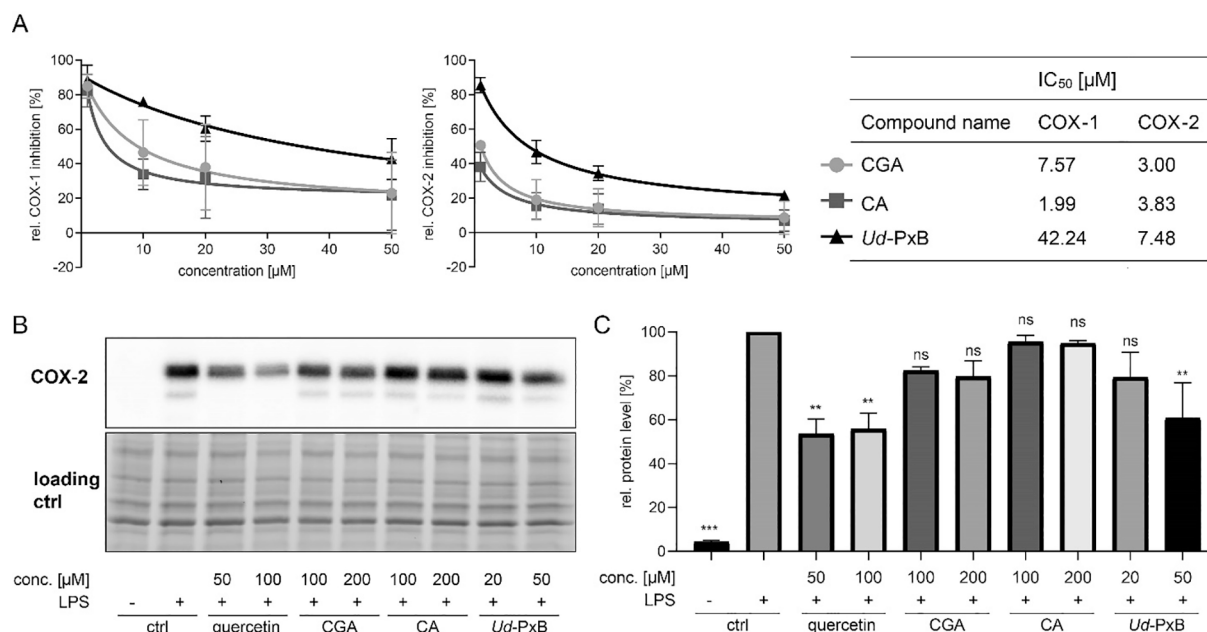 A
rel. COX-1 inhibition [%]
100
80
60
40
20
0
-20
10
20
30
40
50
concentration [µM]
rel. COX-2 inhibition [%]
100
80
60
40
20
0
-20
10
20
30
40
50
concentration [µM]
IC50 [µM]
Compound name COX-1 COX-2
CGA 7.57 3.00
CA 1.99 3.83
Ud-PxB 42.24 7.48
B
COX-2
loading
ctrl
conc. [µM] 50 100 100 200 100 200 20 50
LPS - + + + + + + + + +
ctrl quercetin CGA CA Ud-PxB
C
rel. protein level [%]
100
80
60
40
20
0
*** ** ** ns ns ns ns ns **
conc. [µM] 50 100 100 200 100 200 20 50
LPS - + + + + + + + + +
ctrl quercetin CGA CA Ud-PxB